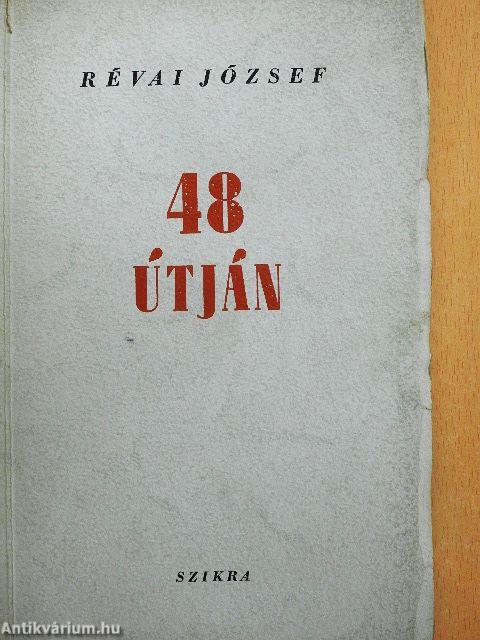 RÉVAI JÓZSEF
48
ÚTJÁN
SZIKRA
Antikvárium.hu